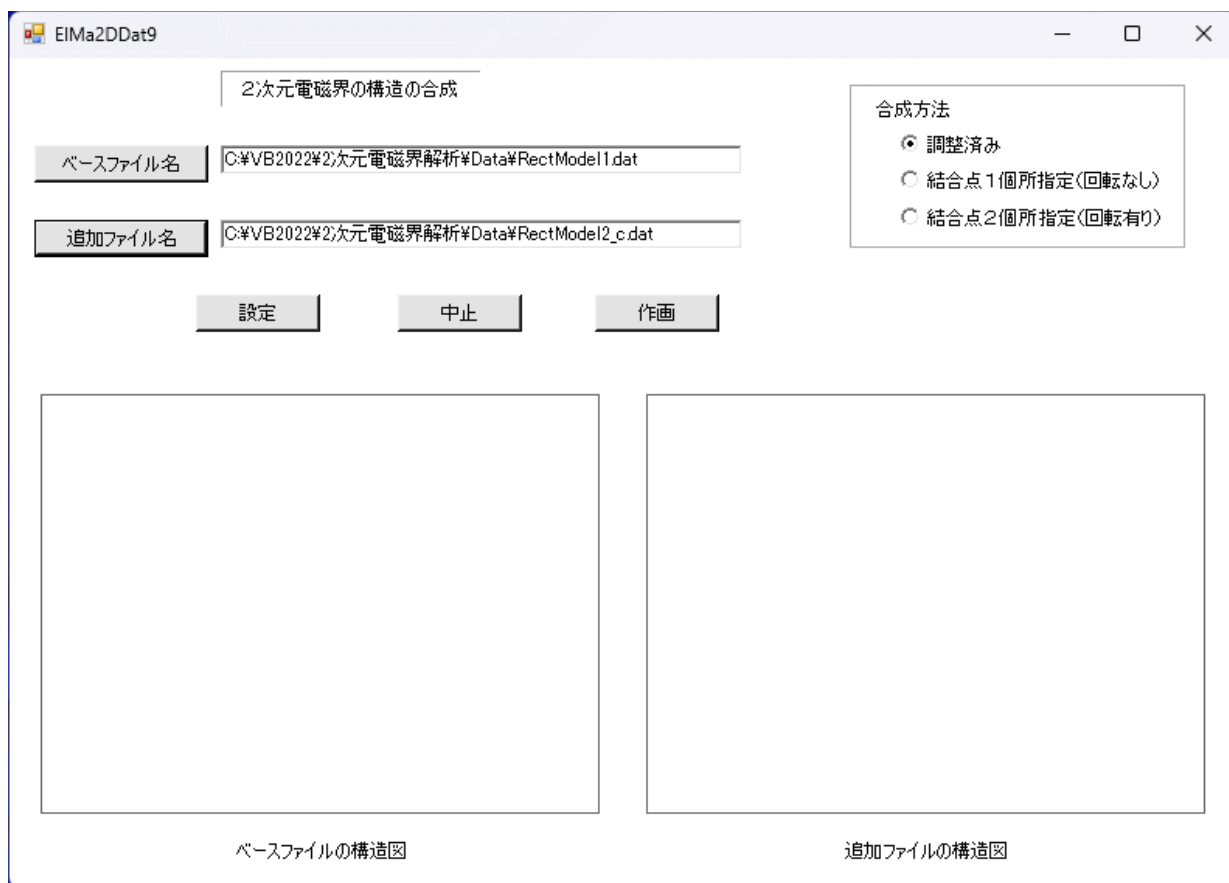 ElMa2DDat9
２次元電磁界の構造の合成
合成方法
調整済み
ベースファイル名
C:¥VB2022¥2次元電磁界解析¥Data¥RectModel1.dat
結合点１個所指定(回転なし)
結合点２個所指定(回転有り)
追加ファイル名
C:¥VB2022¥2次元電磁界解析¥Data¥RectModel2_c.dat
設定
中止
作画
ベースファイルの構造図
追加ファイルの構造図